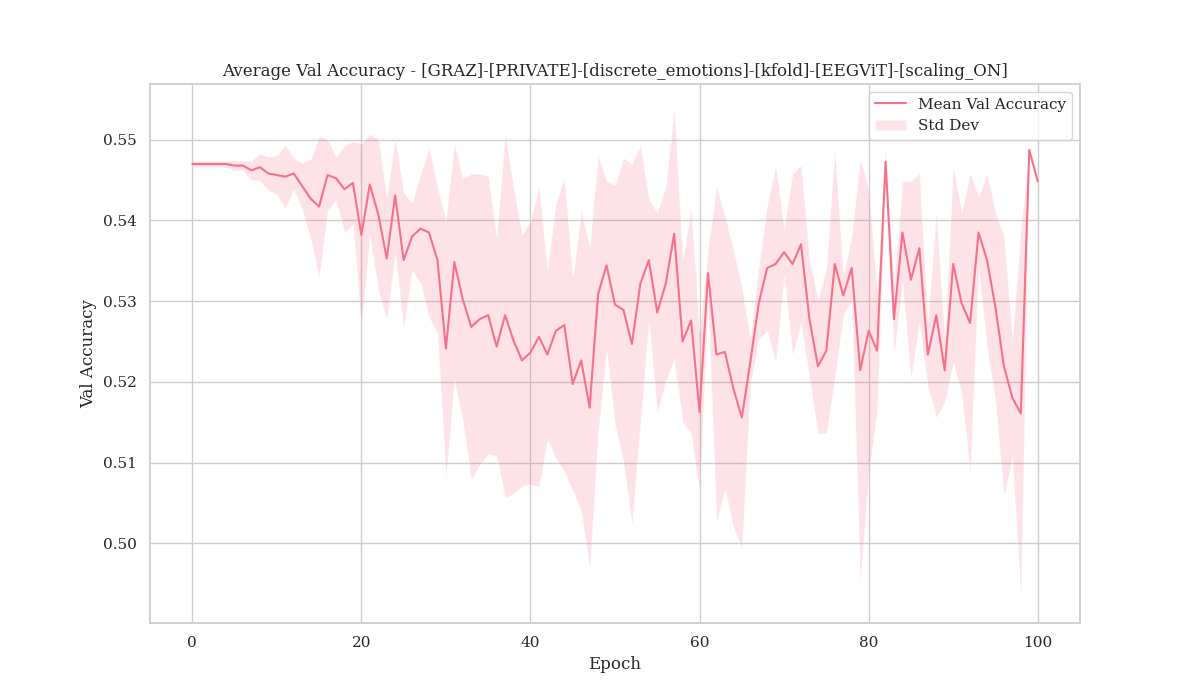 Average Val Accuracy - [GRAZ]-[PRIVATE]-[discrete_emotions]-[kfold]-[EEGViT]-[scaling_ON]
Mean Val Accuracy
Std Dev
0.55
0.54
0.53
0.52
0.51
0.50
Val Accuracy
0 20 40 60 80 100
Epoch